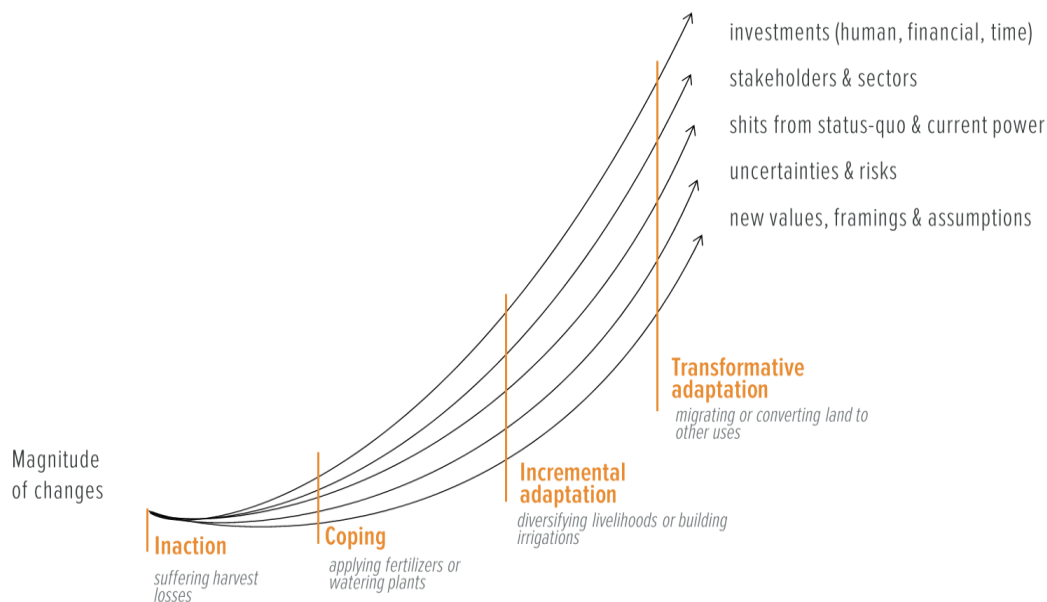 investments (human, financial, time)
stakeholders & sectors
shits from status-quo & current power
uncertainties & risks
new values, framings & assumptions
Transformative
adaptation
migrating or converting land to
other uses
Magnitude
of changes
Incremental
adaptation
diversifying livelihoods or building
irrigations
Coping
applying fertilizers or
watering plants
Inaction
suffering harvest
losses